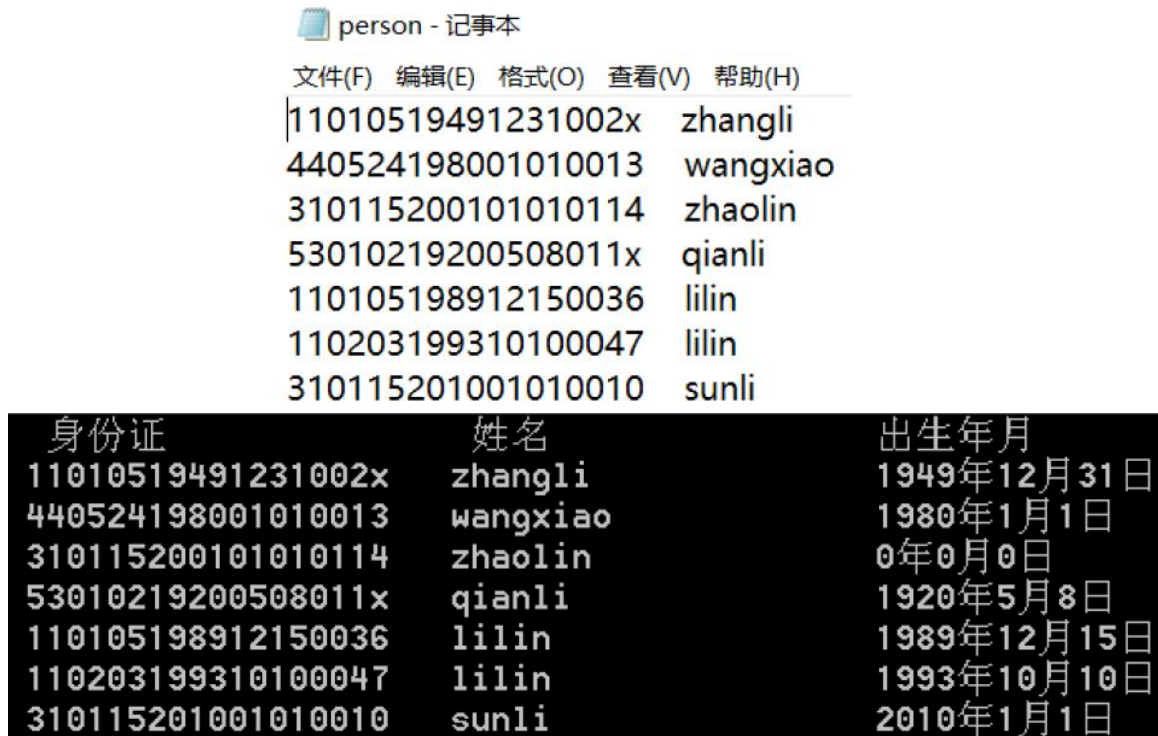 person - 记事本
文件(F) 编辑(E) 格式(O) 查看(V) 帮助(H)
11010519491231002x zhangli
440524198001010013 wangxiao
310115200101010114 zhaolin
53010219200508011x qianli
110105198912150036 lilin
110203199310100047 lilin
310115201001010010 sunli
身份证 姓名 出生年月
11010519491231002x zhangli 1949年12月31日
440524198001010013 wangxiao 1980年1月1日
310115200101010114 zhaolin 0年0月0日
53010219200508011x qianli 1920年5月8日
110105198912150036 lilin 1989年12月15日
110203199310100047 lilin 1993年10月10日
310115201001010010 sunli 2010年1月1日